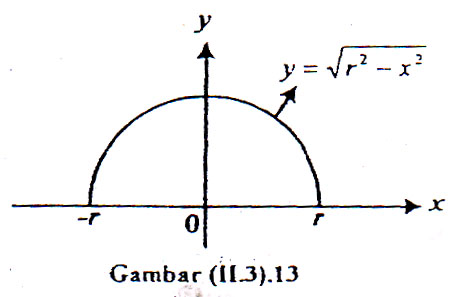 y
y = √r² − x²
x
-r 0 r
Gambar (II.3).13